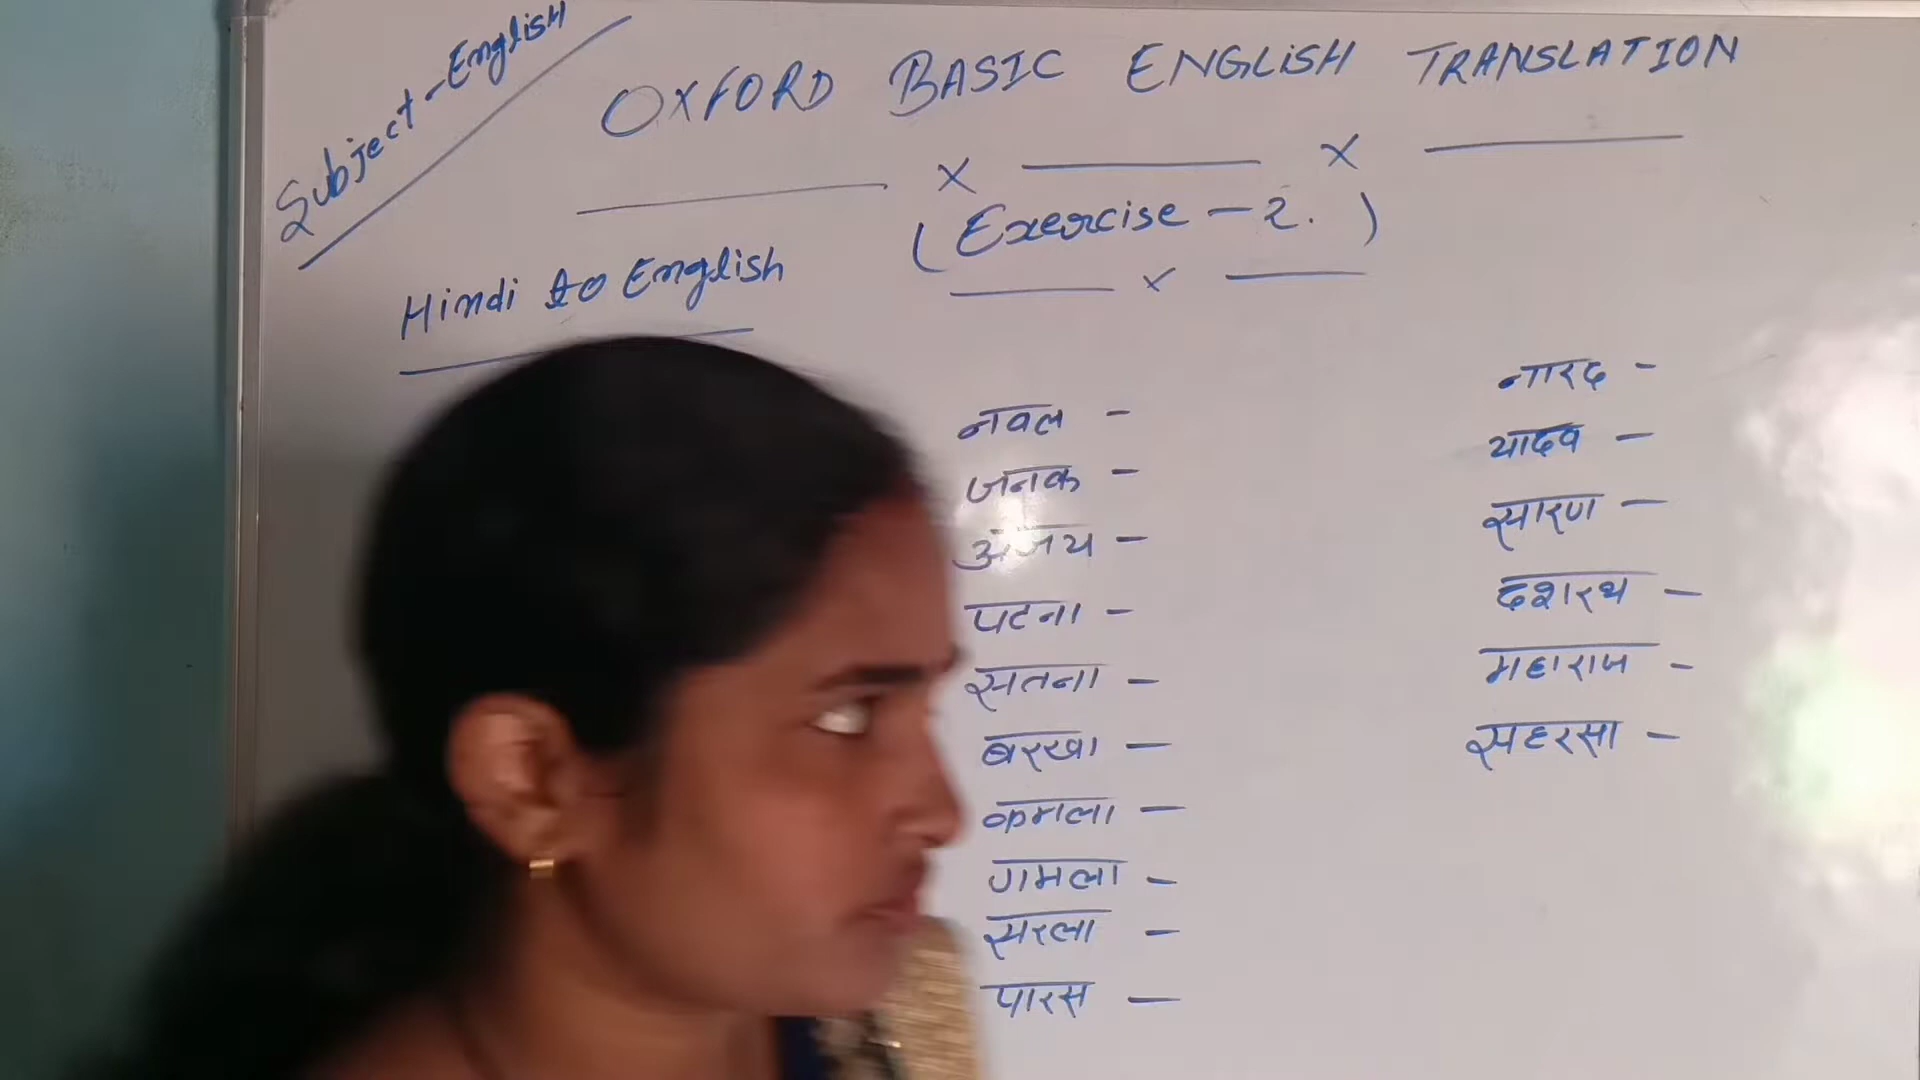 Subject - English
OXFORD BASIC ENGLISH TRANSLATION
(Exercise - 2.)
Hindi to English
नवल -
जनक -
अजय -
पटना -
सतना -
बरखा -
कमला -
गमला -
सरला -
पारस -
नारद -
यादव -
सारण -
दशरथ -
महाराज -
सहरसा -